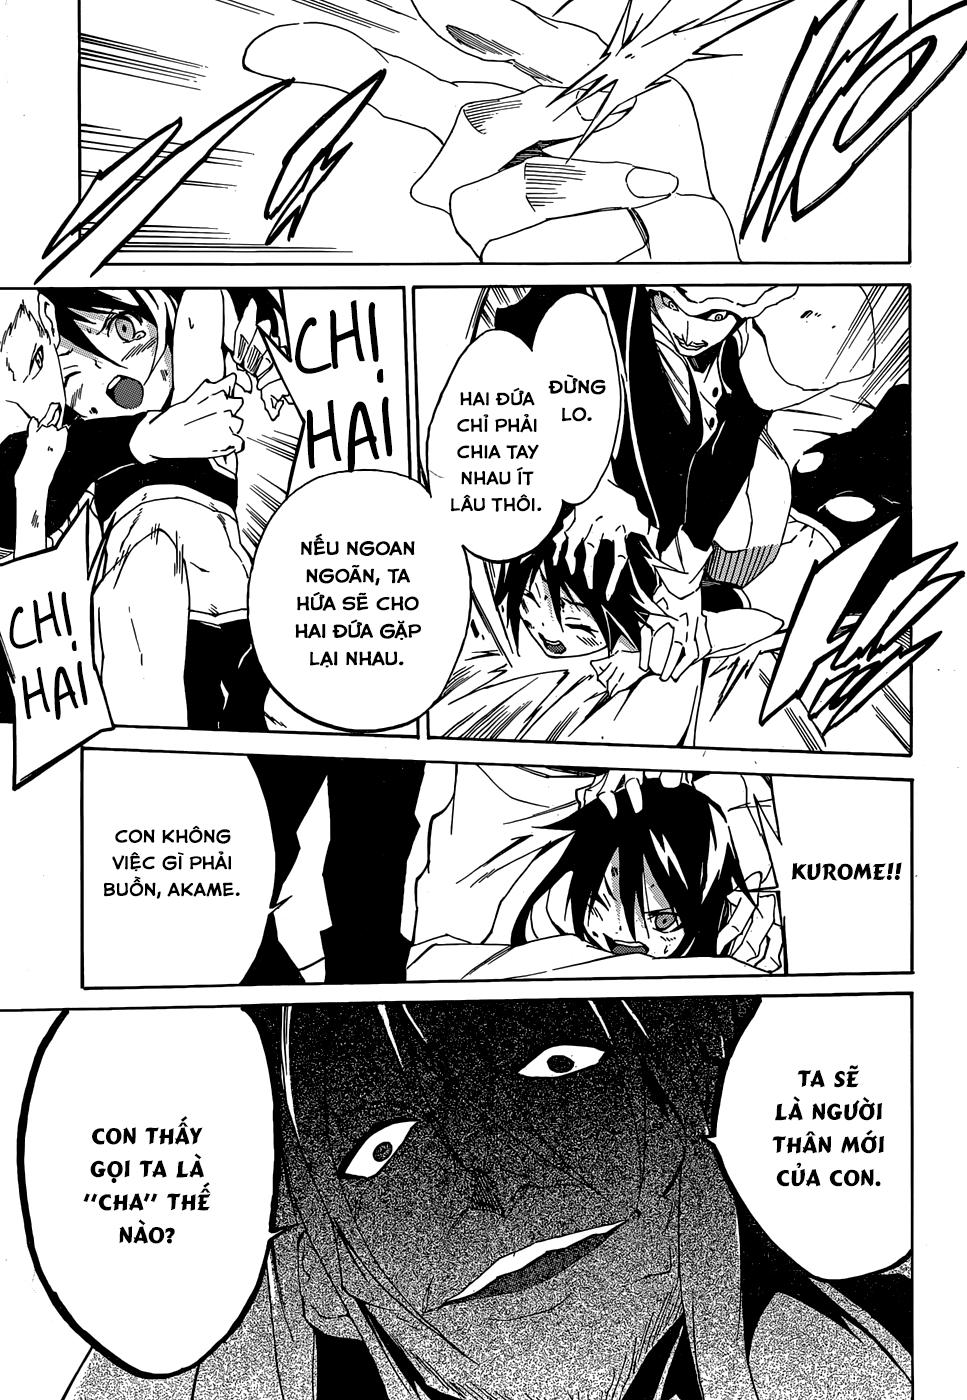 ĐỪNG
LO.
HAI ĐỨA
CHỈ PHẢI
CHIA TAY
NHAU ÍT
LÂU THÔI.
NẾU NGOAN
NGOÃN, TA
HỨA SẼ CHO
HAI ĐỨA GẶP
LẠI NHAU.
CHỊ
HAI
CHỊ
HAI
KUROME!!
CON KHÔNG
VIỆC GÌ PHẢI
BUỒN, AKAME.
TA SẼ
LÀ NGƯỜI
THÂN MỚI
CỦA CON.
CON THẤY
GỌI TA LÀ
"CHA" THẾ
NÀO?